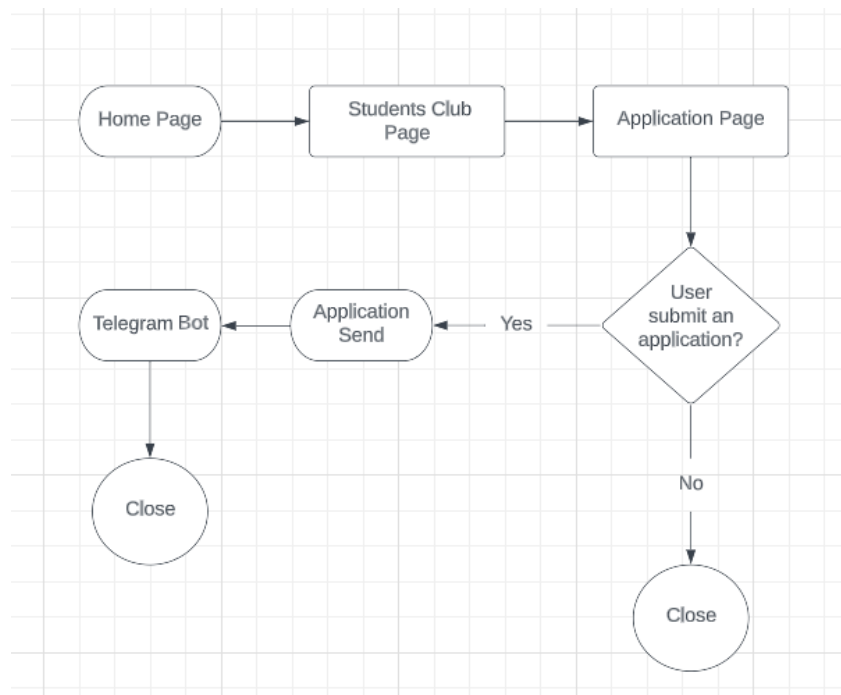 Home Page
Students Club
Page
Application Page
User
submit an
application?
Yes
Application
Send
Telegram Bot
No
Close
Close